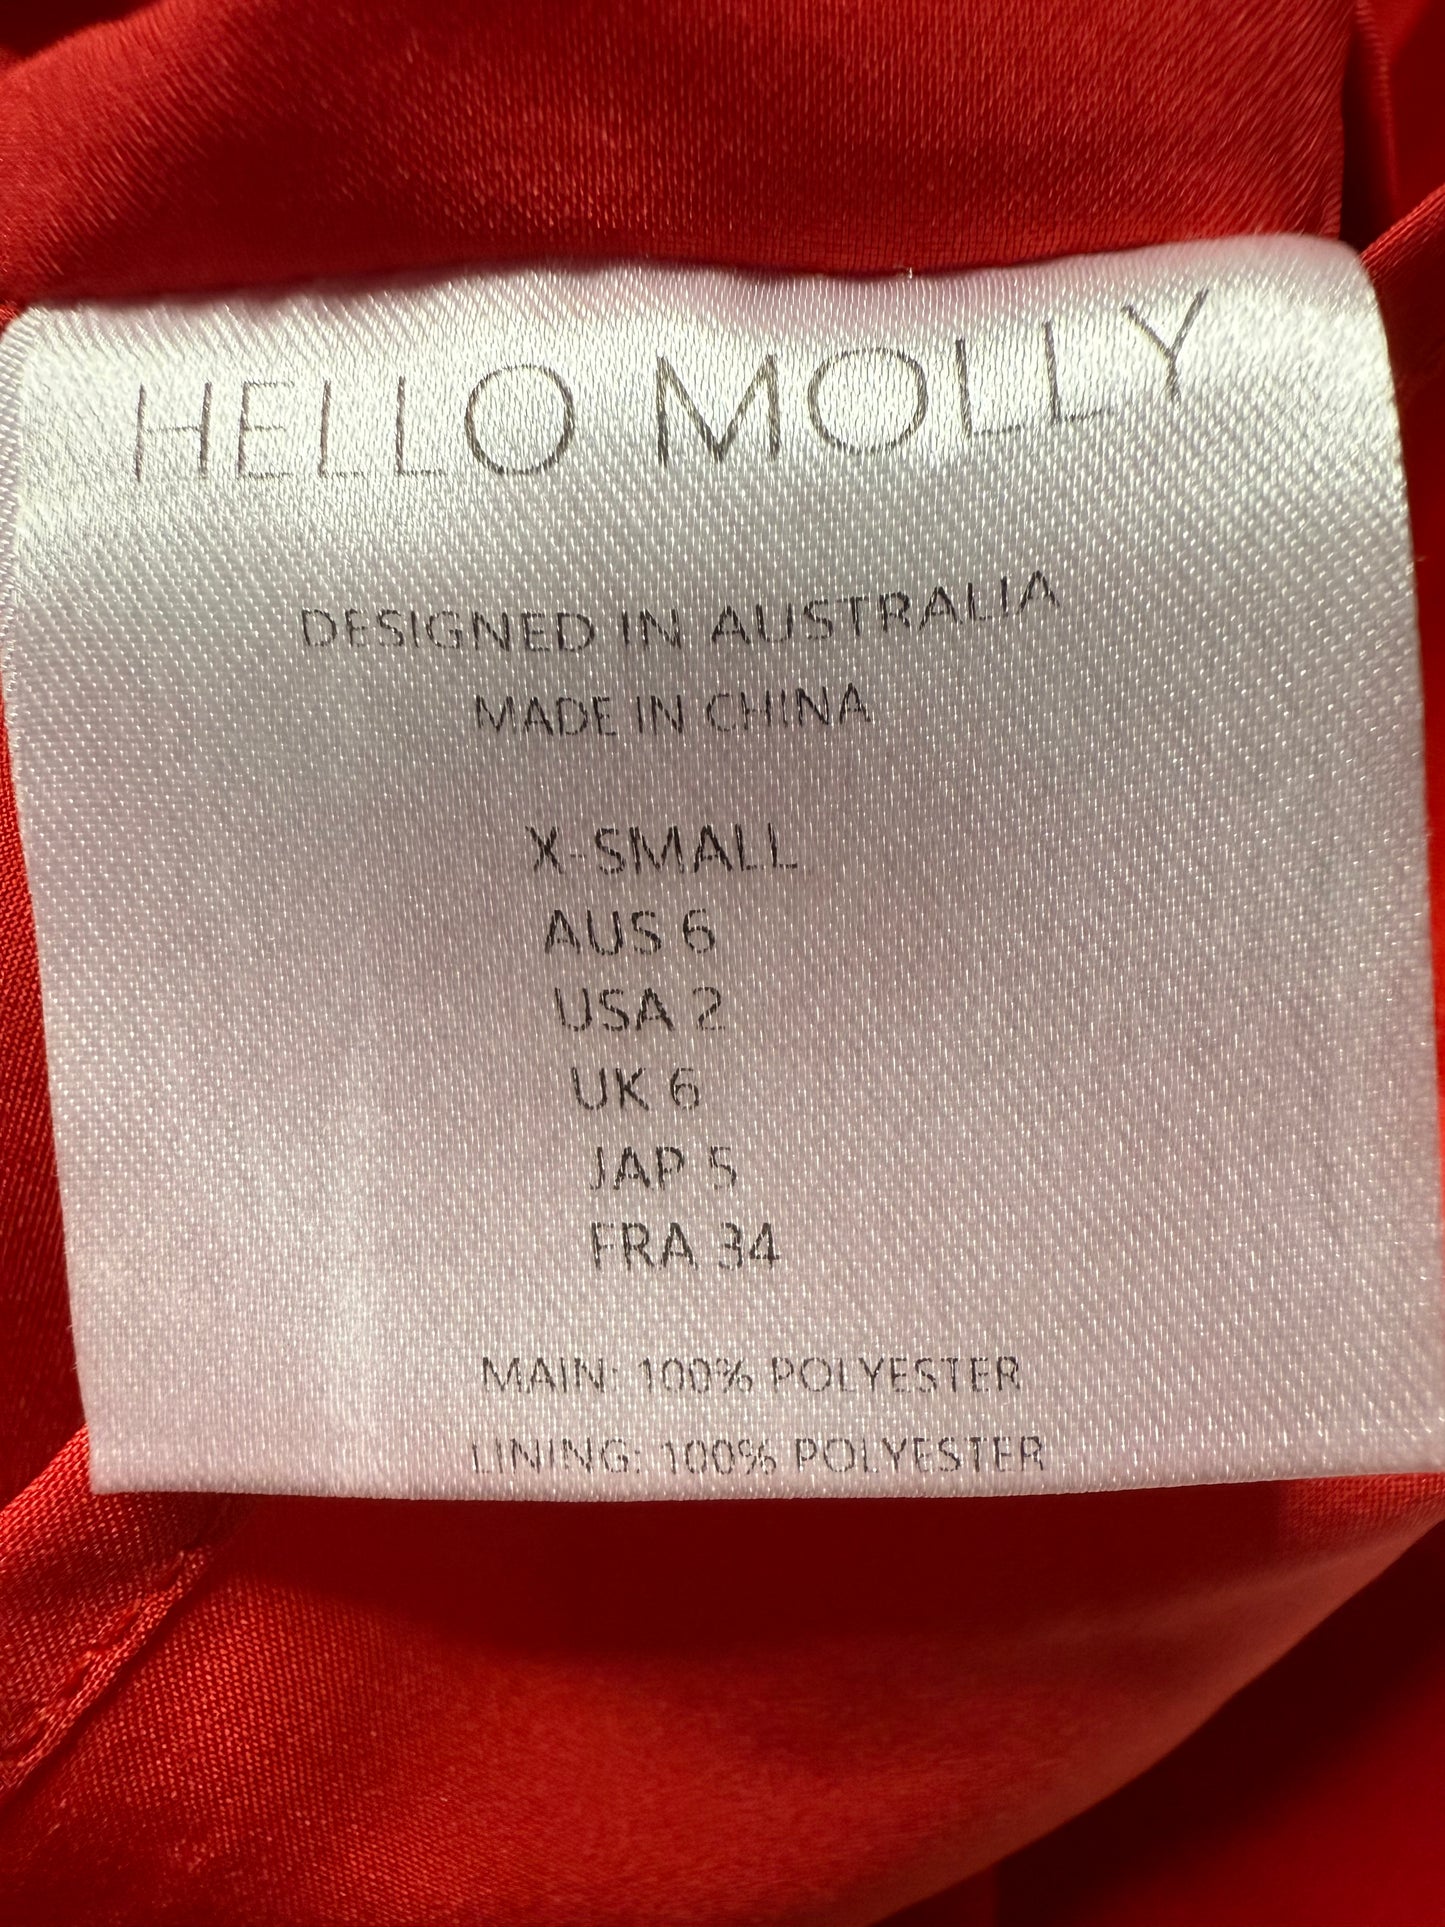 HELLO MOLLY
DESIGNED IN AUSTRALIA
MADE IN CHINA
X-SMALL
AUS 6
USA 2
UK 6
JAP 5
FRA 34
MAIN: 100% POLYESTER
LINING: 100% POLYESTER